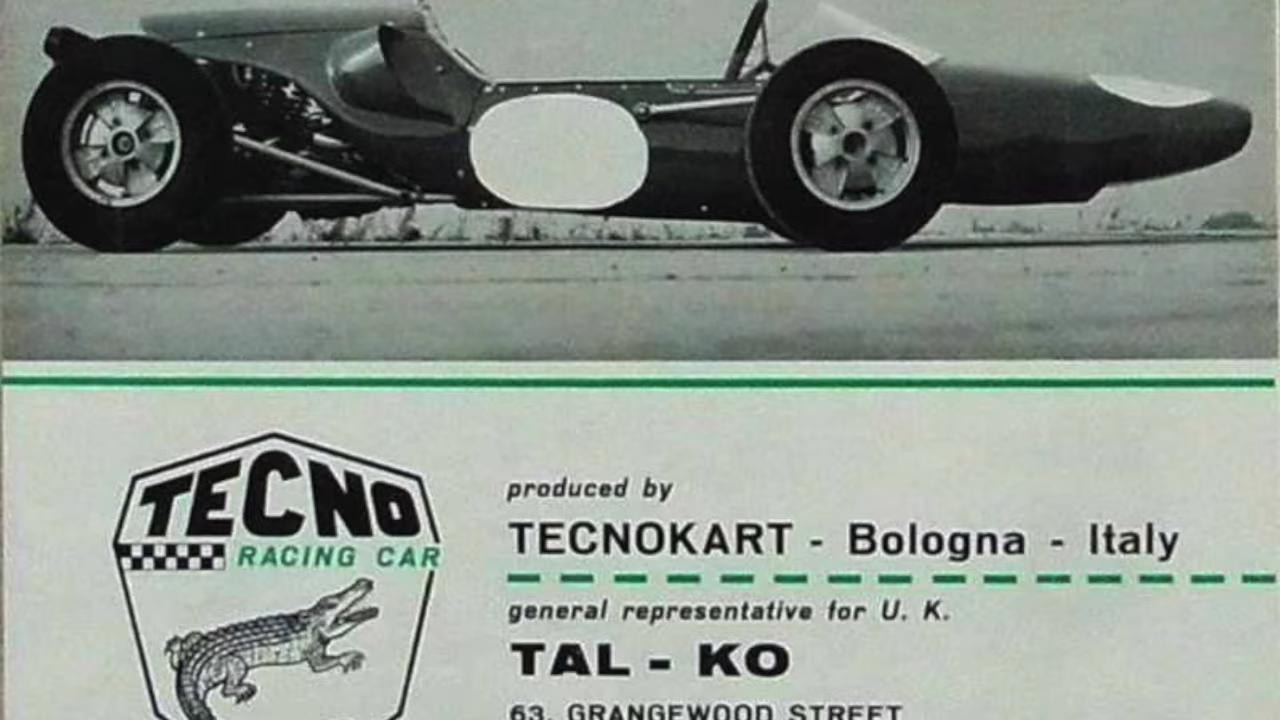 TECNO
RACING CAR
produced by
TECNOKART - Bologna - Italy
general representative for U. K.
TAL - KO
63, GRANGEWOOD STREET